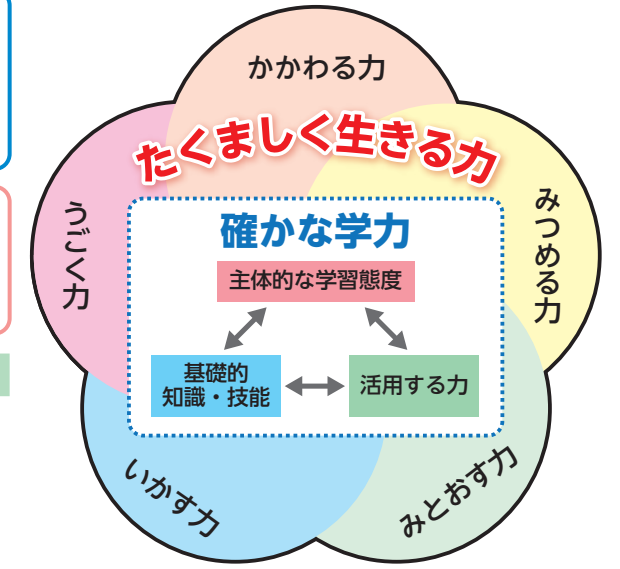 かかわる力
たくましく生きる力
うごく力
みつめる力
確かな学力
主体的な学習態度
基礎的
知識・技能
活用する力
いかす力
みとおす力